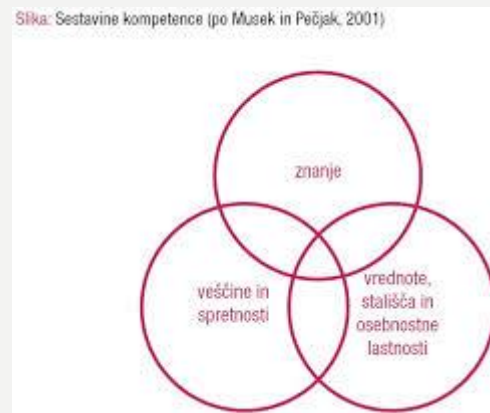 Slika: Sestavine kompetence (po Musek in Pečjak, 2001)
znanje
veščine in
spretnosti
vrednote,
stališča in
osebnostne
lastnosti